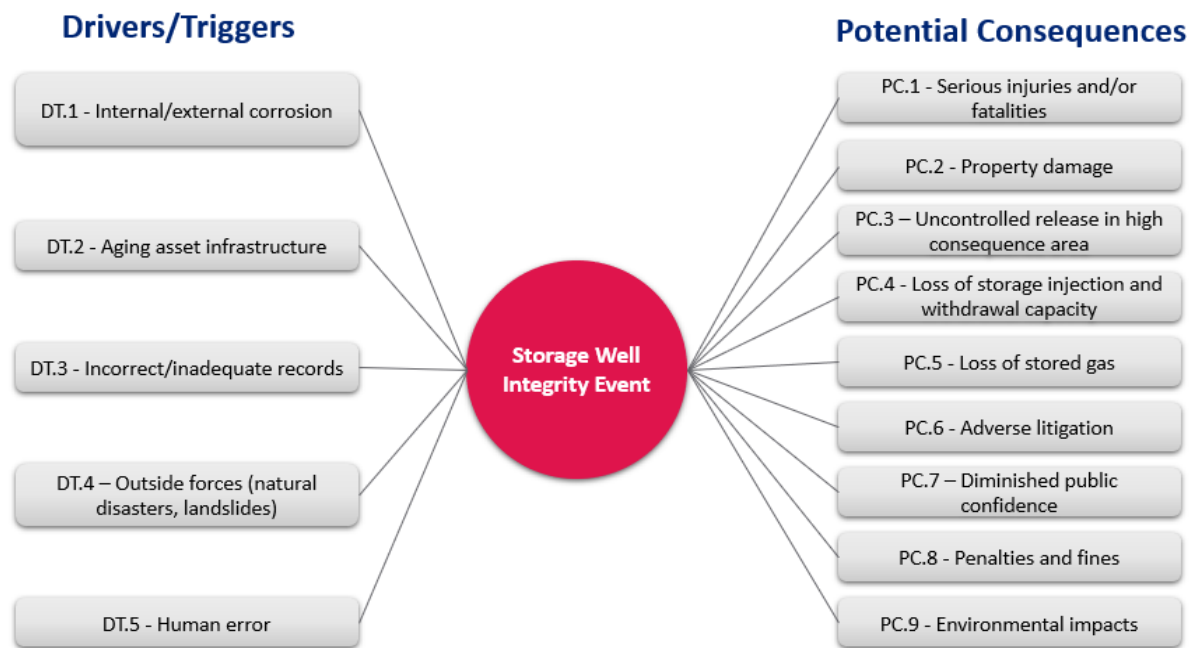 Drivers/Triggers
DT.1 - Internal/external corrosion
DT.2 - Aging asset infrastructure
DT.3 - Incorrect/inadequate records
DT.4 – Outside forces (natural
disasters, landslides)
DT.5 - Human error
Storage Well
Integrity Event
Potential Consequences
PC.1 - Serious injuries and/or
fatalities
PC.2 - Property damage
PC.3 – Uncontrolled release in high
consequence area
PC.4 - Loss of storage injection and
withdrawal capacity
PC.5 - Loss of stored gas
PC.6 - Adverse litigation
PC.7 – Diminished public
confidence
PC.8 - Penalties and fines
PC.9 - Environmental impacts